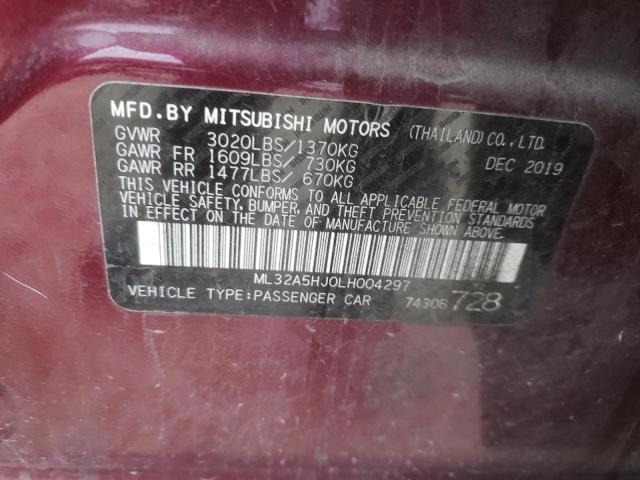 MFD.BY MITSUBISHI MOTORS (THAILAND) CO., LTD.
GVWR 3020LBS/1370KG DEC 2019
GAWR FR 1609LBS/ 730KG
GAWR RR 1477LBS/ 670KG
THIS VEHICLE CONFORMS TO ALL APPLICABLE FEDERAL MOTOR
VEHICLE SAFETY, BUMPER, AND THEFT PREVENTION STANDARDS
IN EFFECT ON THE DATE OF MANUFACTURE SHOWN ABOVE.
ML32A5HJ0LH004297
VEHICLE TYPE:PASSENGER CAR 74306 728